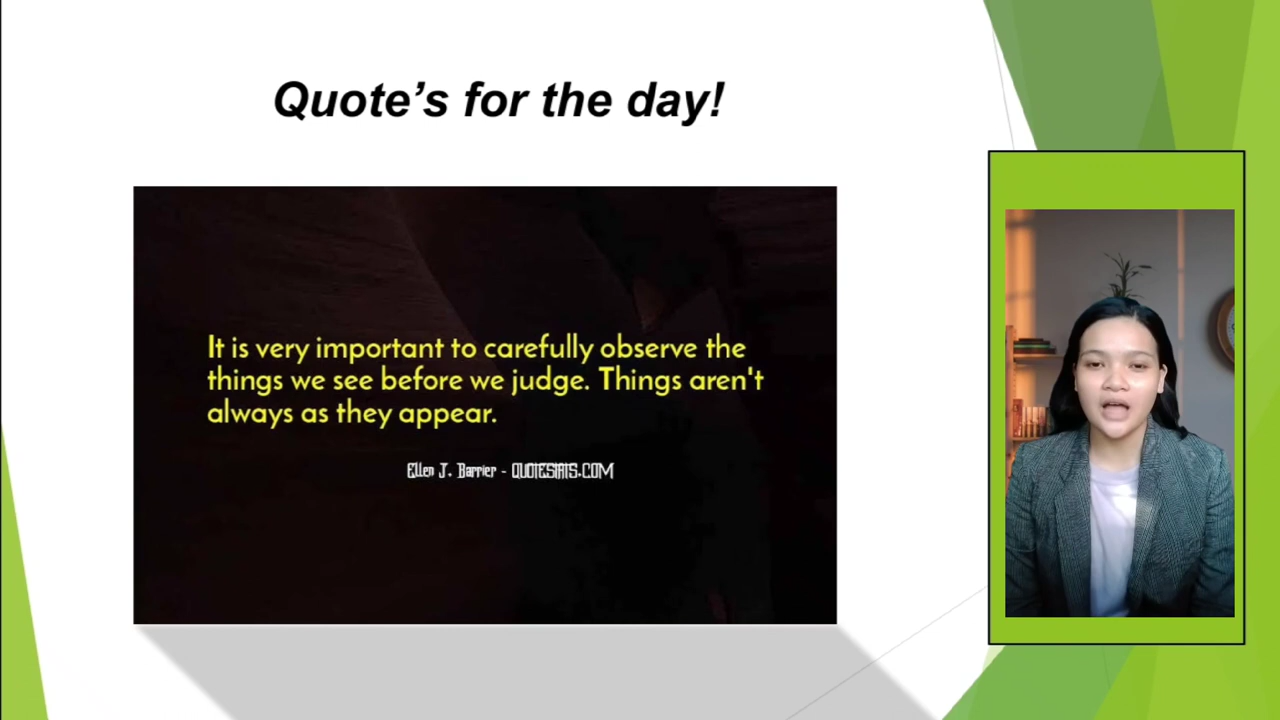 Quote’s for the day!
It is very important to carefully observe the
things we see before we judge. Things aren't
always as they appear.
Ellen J. Barrier - QUOTESTATS.COM